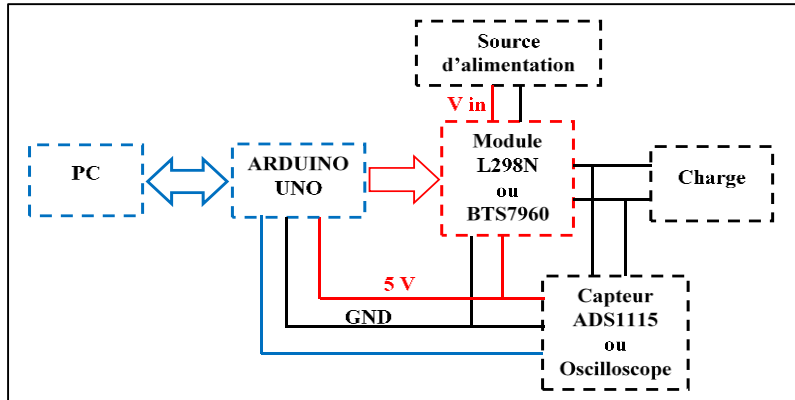 Source
d'alimentation
V in
PC
ARDUINO
UNO
Module
L298N
ou
BTS7960
Charge
5 V
GND
Capteur
ADS1115
ou
Oscilloscope